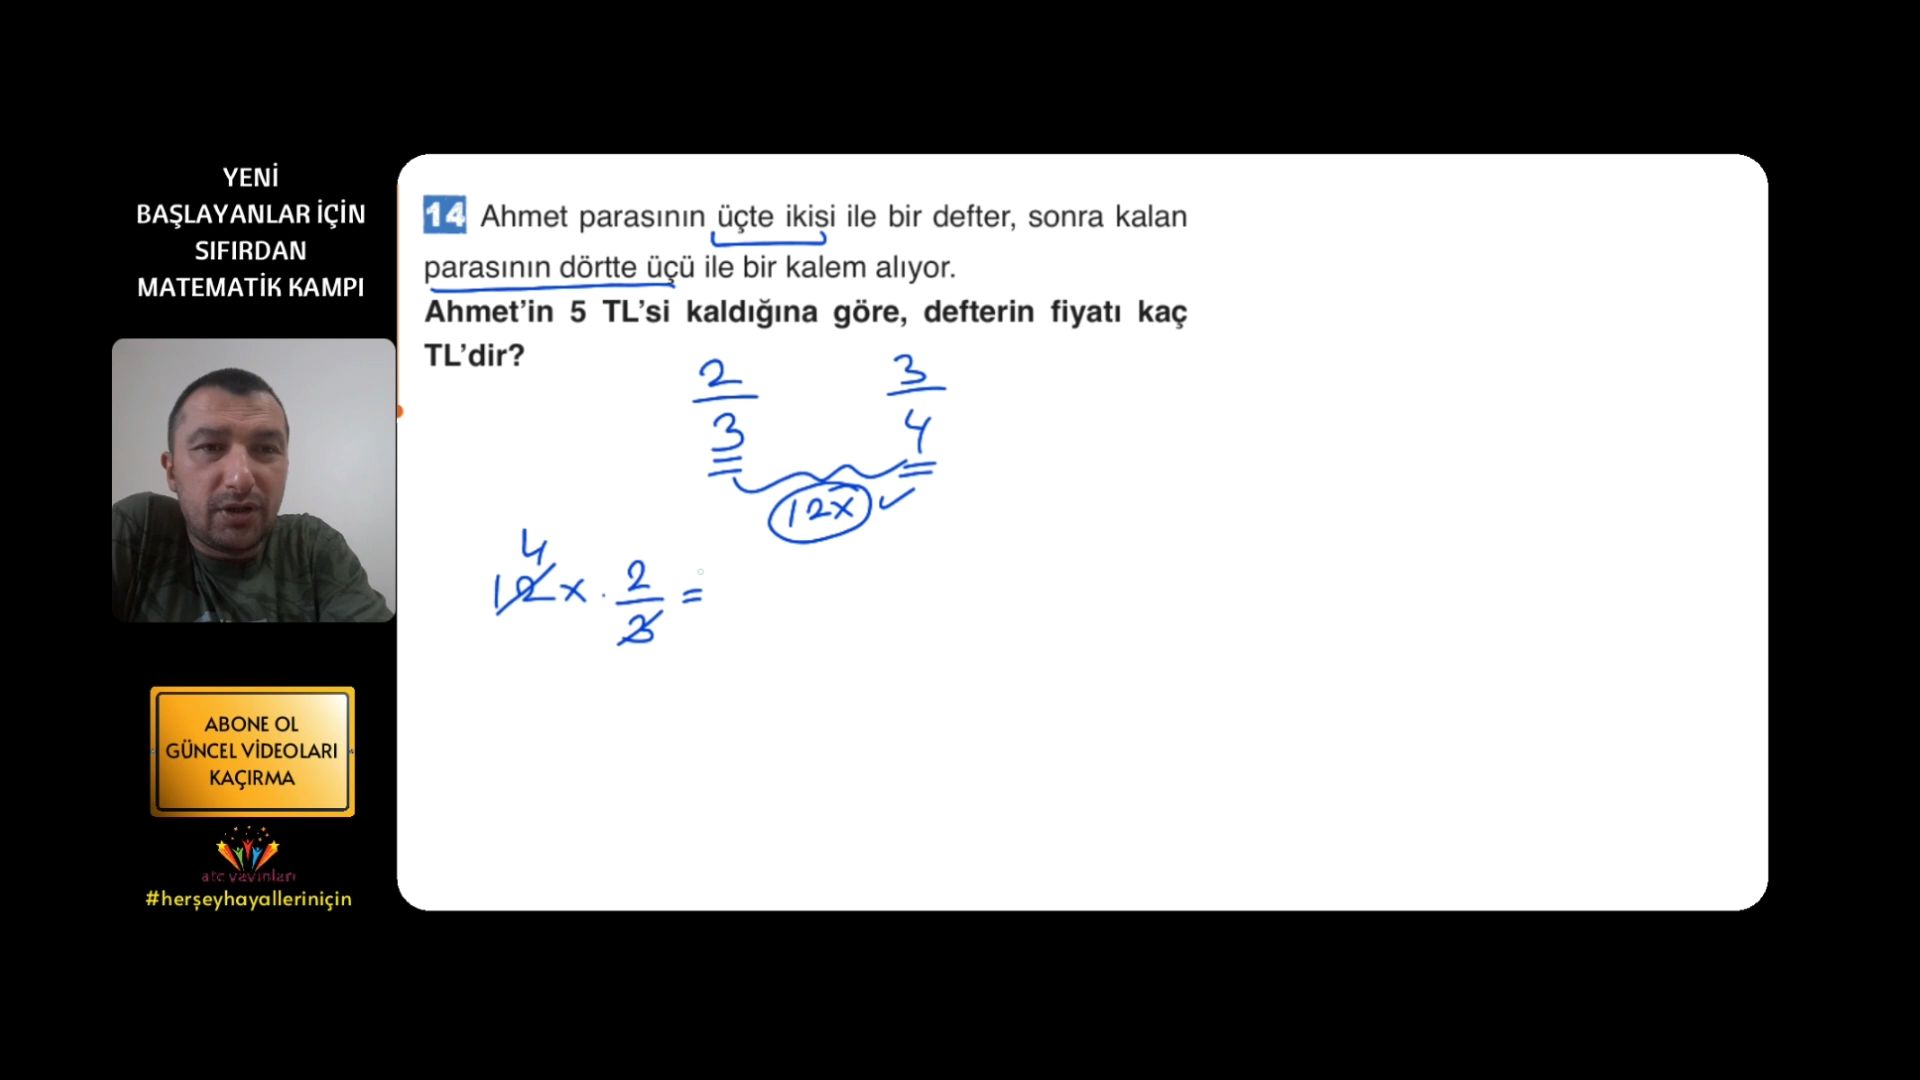 YENİ
BAŞLAYANLAR İÇİN
SIFIRDAN
MATEMATİK KAMPI
14 Ahmet parasının üçte ikisi ile bir defter, sonra kalan
parasının dörtte üçü ile bir kalem alıyor.
Ahmet'in 5 TL'si kaldığına göre, defterin fiyatı kaç
TL'dir?
2 3
3 4
12x
4
12x · 2 =
3
ABONE OL
GÜNCEL VİDEOLARI
KAÇIRMA
atc yayınları
#herşeyhayalleriniçin